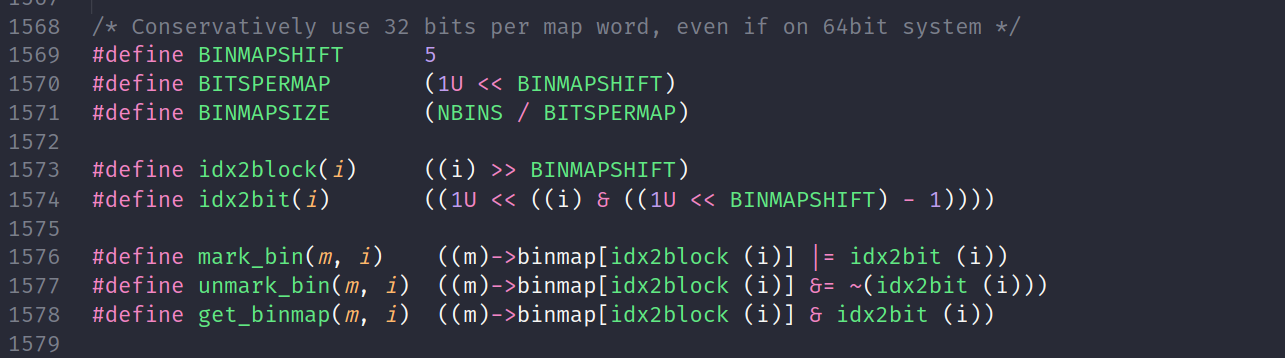 1568 /* Conservatively use 32 bits per map word, even if on 64bit system */
1569 #define BINMAPSHIFT      5
1570 #define BITSPERMAP       (1U << BINMAPSHIFT)
1571 #define BINMAPSIZE       (NBINS / BITSPERMAP)
1572
1573 #define idx2block(i)     ((i) >> BINMAPSHIFT)
1574 #define idx2bit(i)       ((1U << ((i) & ((1U << BINMAPSHIFT) - 1))))
1575
1576 #define mark_bin(m, i)    ((m)->binmap[idx2block (i)] |= idx2bit (i))
1577 #define unmark_bin(m, i)  ((m)->binmap[idx2block (i)] &= ~(idx2bit (i)))
1578 #define get_binmap(m, i)  ((m)->binmap[idx2block (i)] & idx2bit (i))
1579